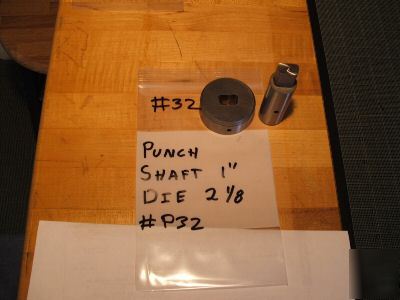 #32
PUNCH
SHAFT 1"
DIE 2 1/8
#P32